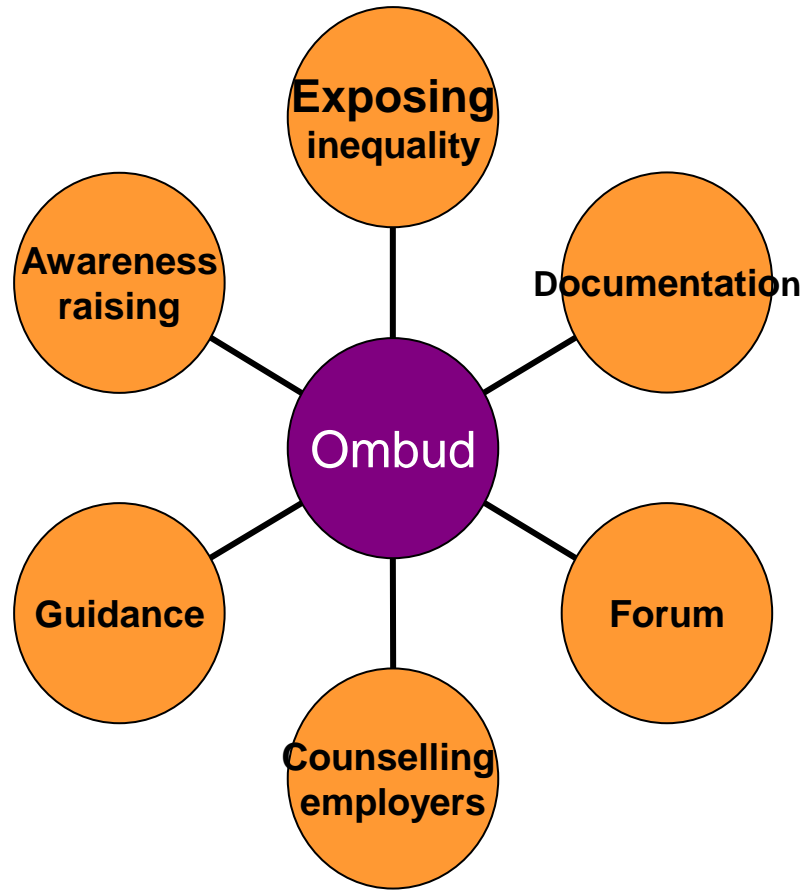 Exposing
inequality
Awareness
raising
Documentation
Ombud
Guidance
Forum
Counselling
employers